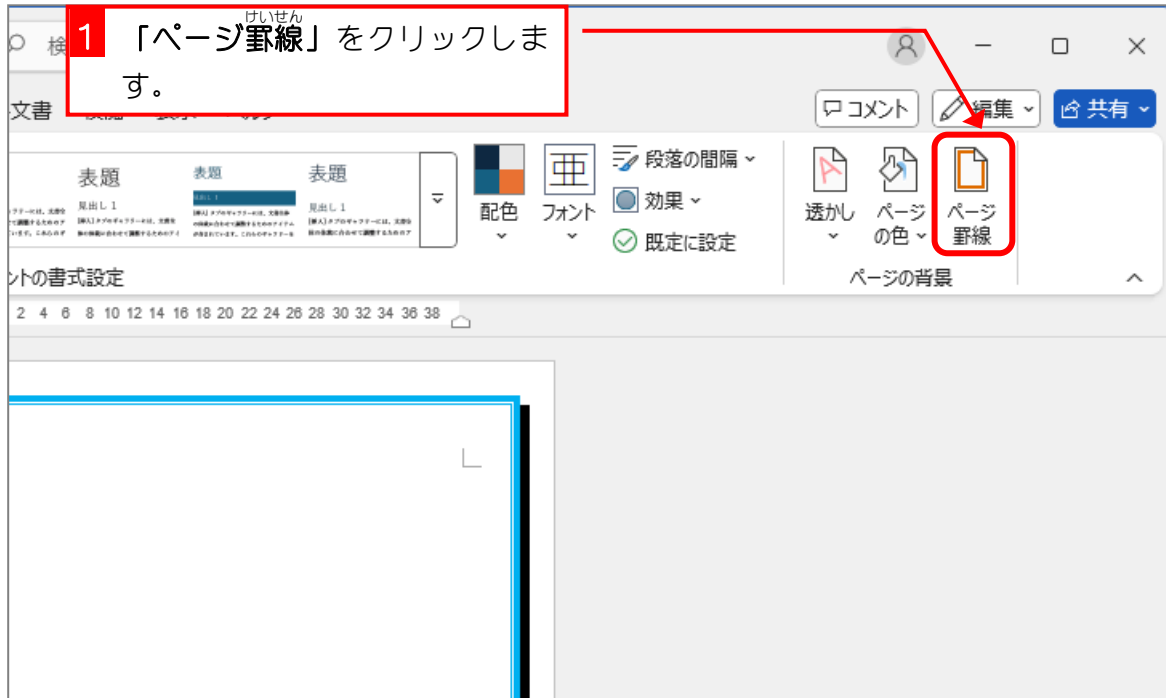 けいせん
検
1 「ページ罫線」をクリックしま
す。
文書
コメント 編集 共有
表題 表題 表題
段落の間隔
見出し 1 見出し 1 見出し 1
効果
配色 フォント 透かし ページ ページ
の色 罫線
既定に設定
ントの書式設定 ページの背景
2 4 6 8 10 12 14 16 18 20 22 24 26 28 30 32 34 36 38